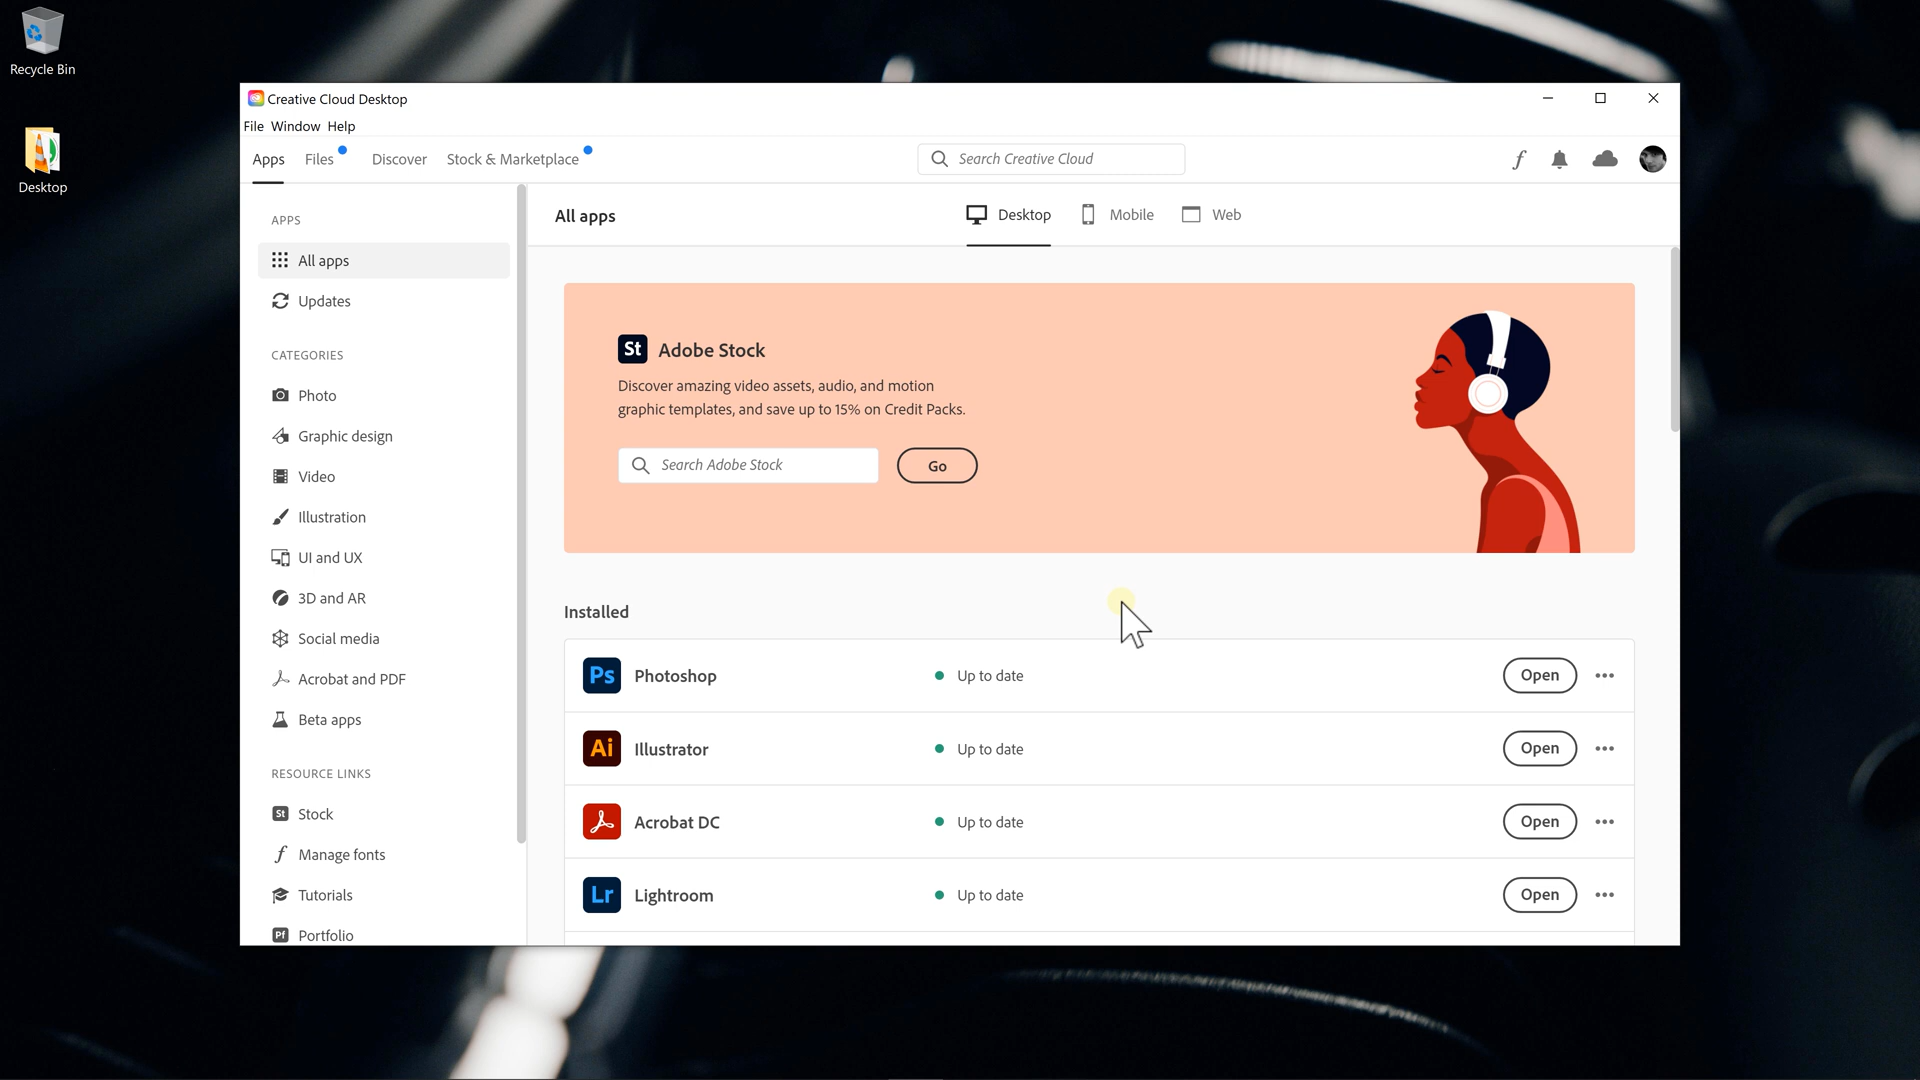 Recycle Bin
Desktop
Creative Cloud Desktop
File Window Help
Apps Files Discover Stock & Marketplace Search Creative Cloud
APPS
All apps
Updates
CATEGORIES
Photo
Graphic design
Video
Illustration
UI and UX
3D and AR
Social media
Acrobat and PDF
Beta apps
RESOURCE LINKS
St Stock
Manage fonts
Tutorials
Pf Portfolio
All apps Desktop Mobile Web
St Adobe Stock
Discover amazing video assets, audio, and motion
graphic templates, and save up to 15% on Credit Packs.
Search Adobe Stock Go
Installed
Ps Photoshop Up to date Open
Ai Illustrator Up to date Open
Acrobat DC Up to date Open
Lr Lightroom Up to date Open